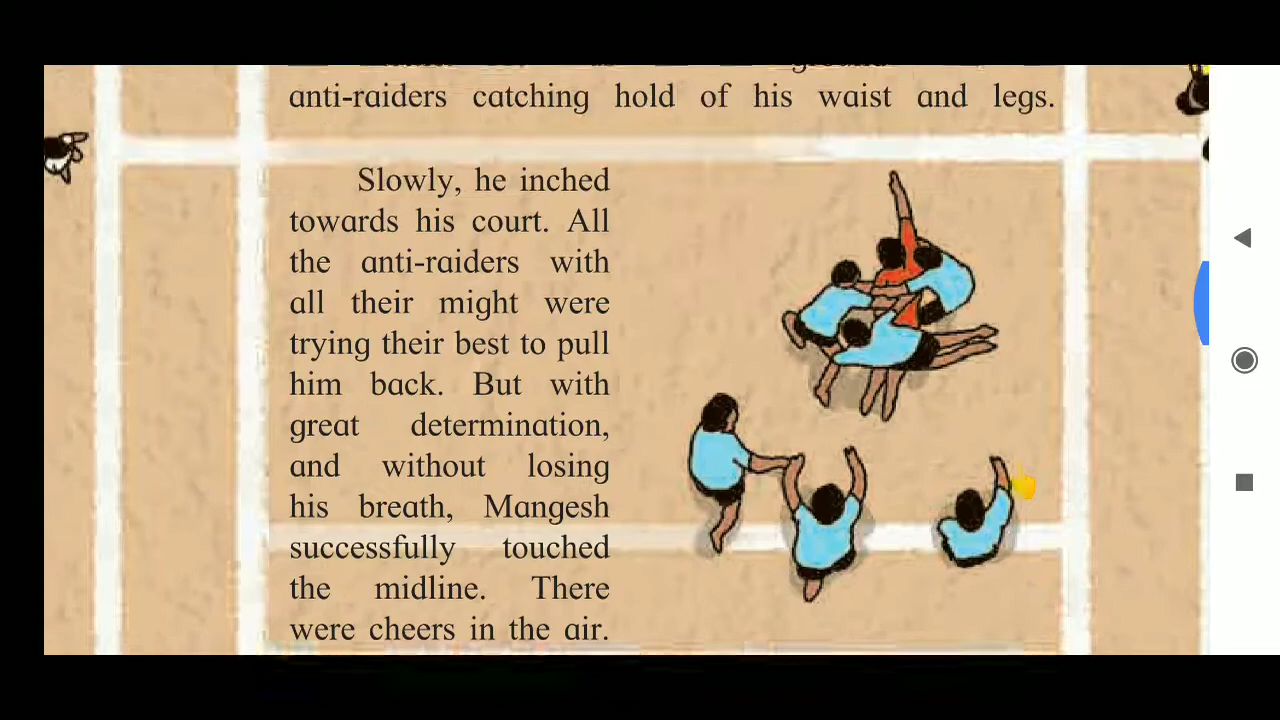 ground
anti-raiders catching hold of his waist and legs.
Slowly, he inched
towards his court. All
the anti-raiders with
all their might were
trying their best to pull
him back. But with
great determination,
and without losing
his breath, Mangesh
successfully touched
the midline. There
were cheers in the air.